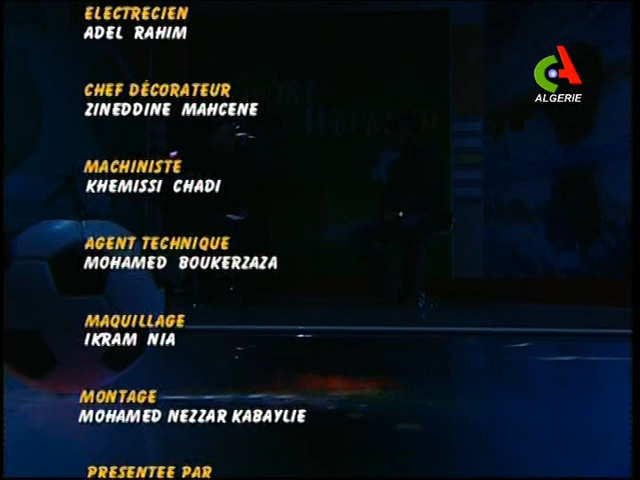 ELECTRECIEN
ADEL RAHIM
CHEF DÉCORATEUR
ZINEDDINE MAHCENE
MACHINISTE
KHEMISSI CHADI
AGENT TECHNIQUE
MOHAMED BOUKERZAZA
MAQUILLAGE
IKRAM NIA
MONTAGE
MOHAMED NEZZAR KABAYLIE
PRESENTEE PAR
ALGERIE